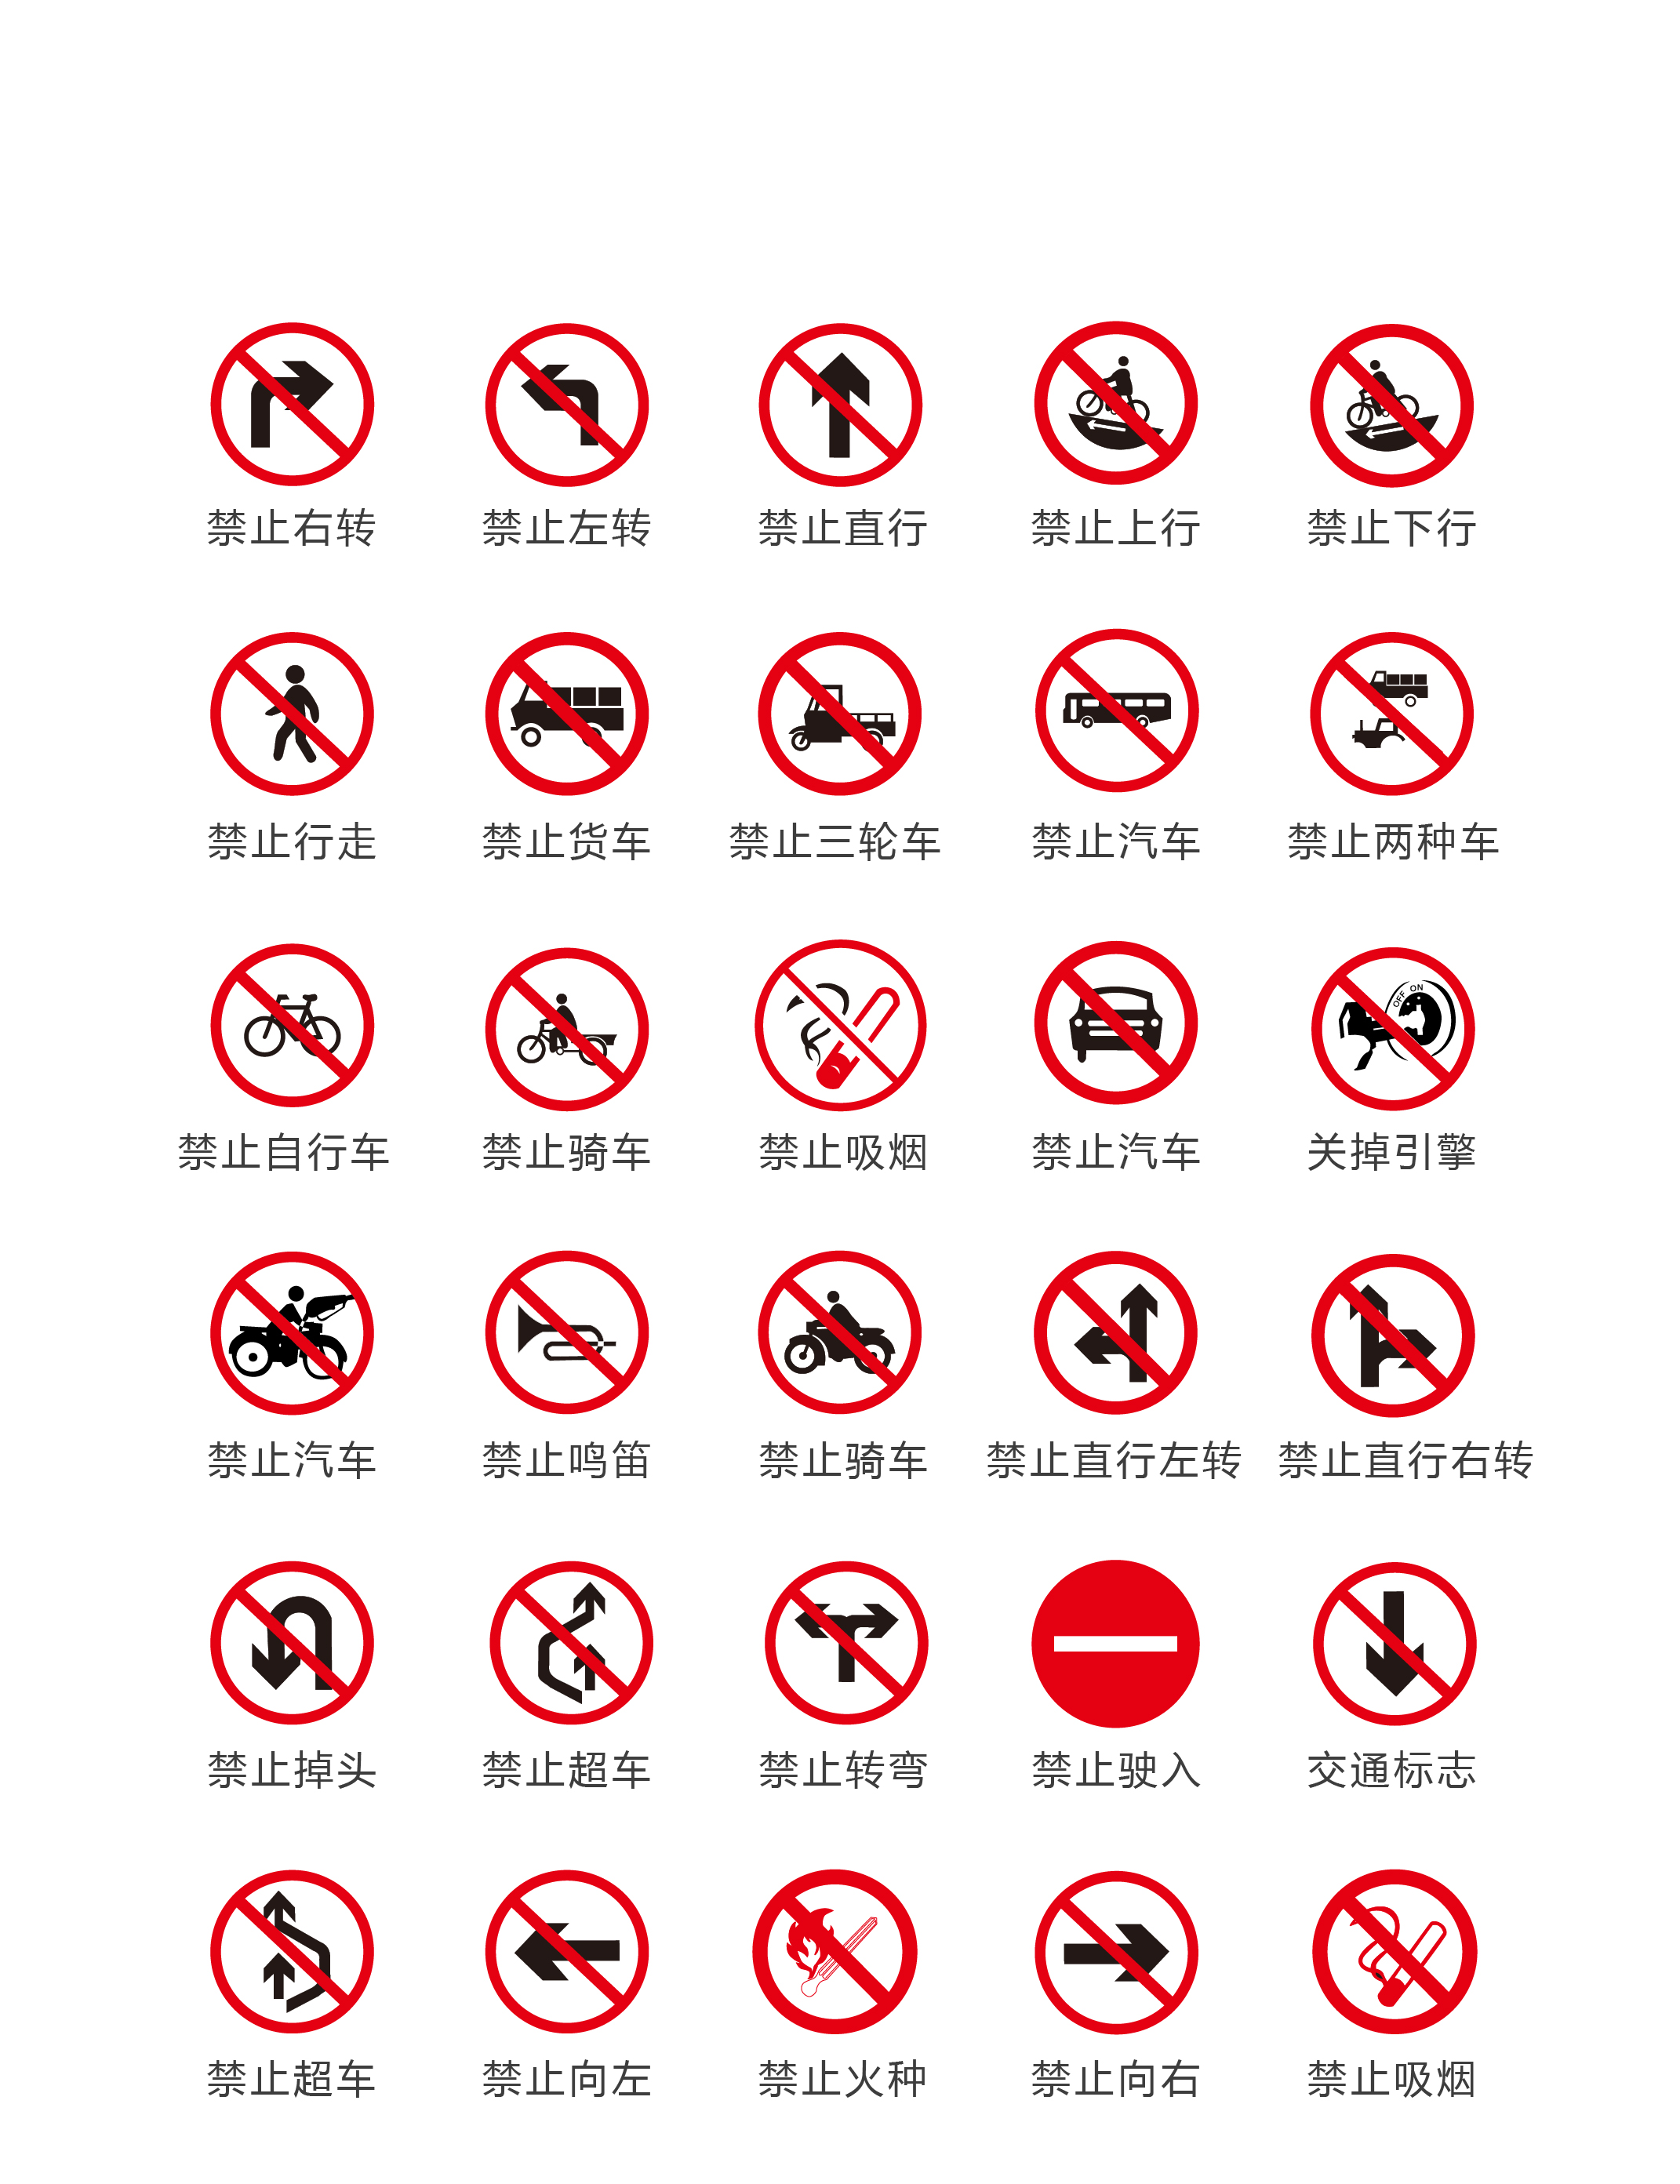 禁止右转 禁止左转 禁止直行 禁止上行 禁止下行
禁止行走 禁止货车 禁止三轮车 禁止汽车 禁止两种车
OFF ON
禁止自行车 禁止骑车 禁止吸烟 禁止汽车 关掉引擎
禁止汽车 禁止鸣笛 禁止骑车 禁止直行左转 禁止直行右转
禁止掉头 禁止超车 禁止转弯 禁止驶入 交通标志
禁止超车 禁止向左 禁止火种 禁止向右 禁止吸烟